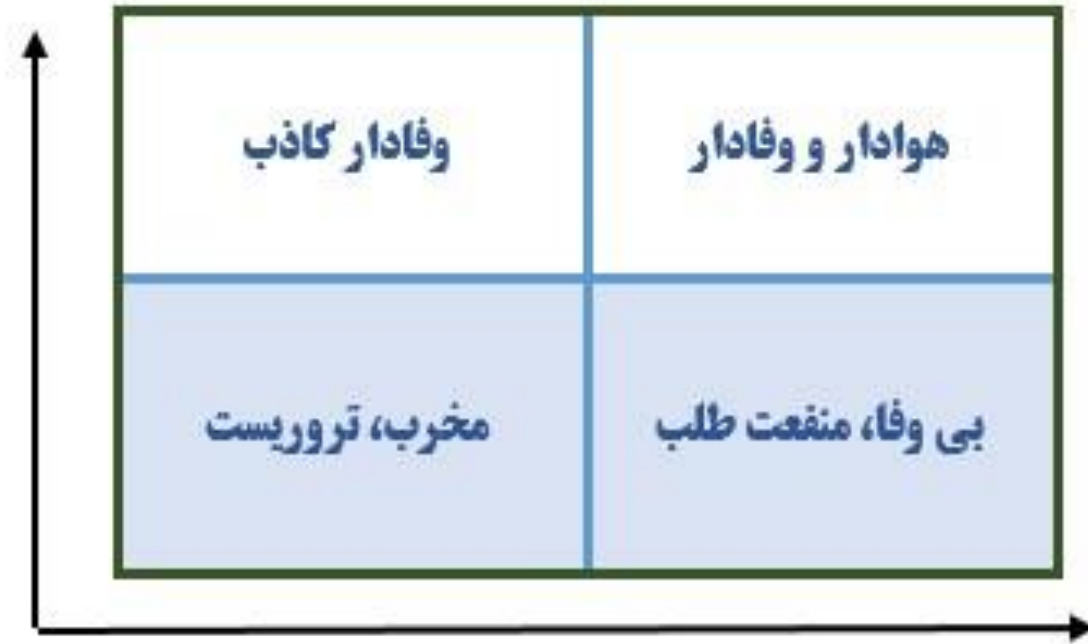 هوادار و وفادار
وفادار کاذب
بی وفا، منفعت طلب
مخرب، تروریست